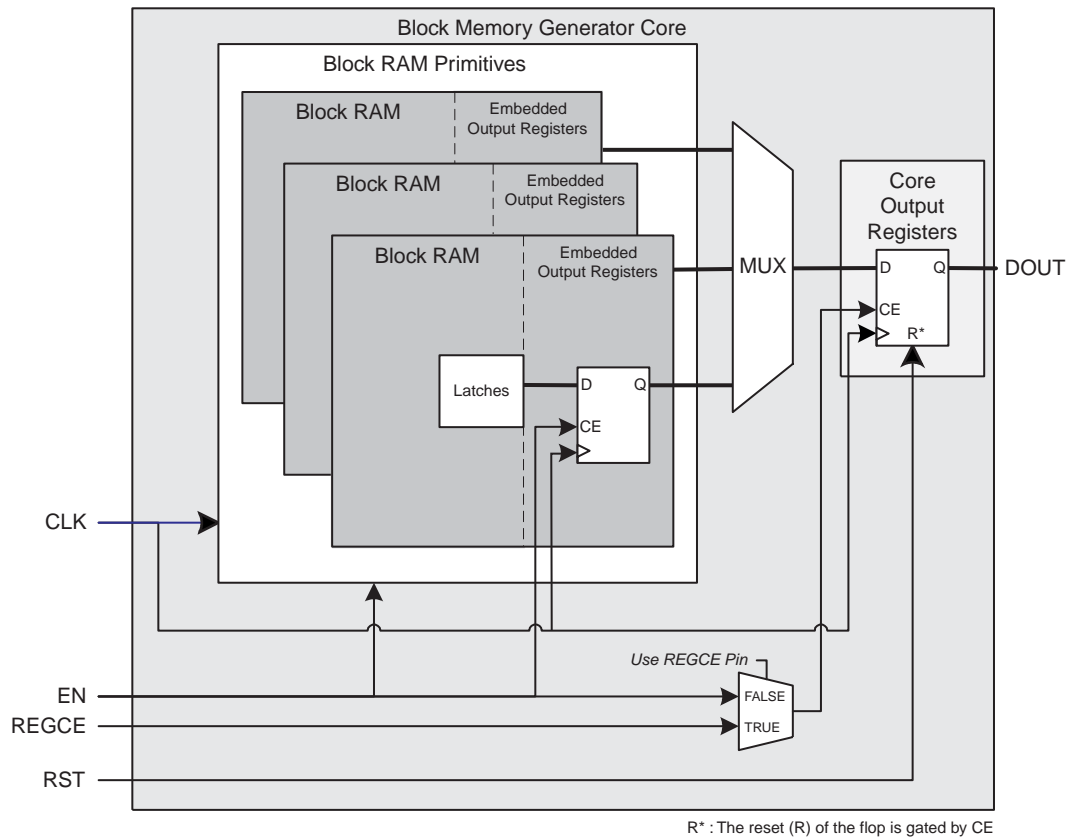 Block Memory Generator Core
Block RAM Primitives
Block RAM
Embedded
Output Registers
Block RAM
Embedded
Output Registers
Block RAM
Embedded
Output Registers
MUX
Core
Output
Registers
D
Q
CE
R*
DOUT
Latches
D
Q
CE
CLK
Use REGCE Pin
EN
FALSE
REGCE
TRUE
RST
R* : The reset (R) of the flop is gated by CE